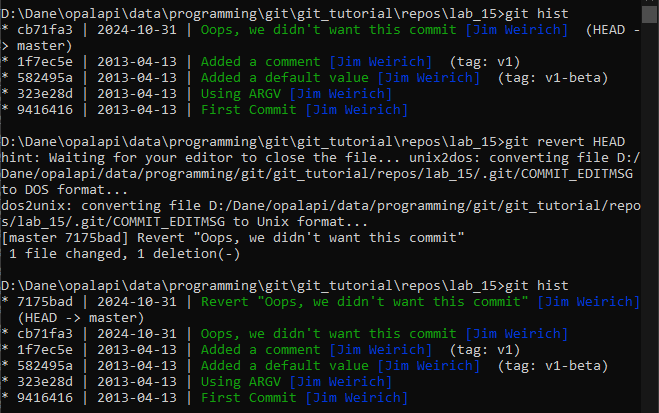 D:\Dane\opalapi\data\programming\git\git_tutorial\repos\lab_15>git hist
* cb71fa3 | 2024-10-31 | Oops, we didn't want this commit [Jim Weirich]  (HEAD -
> master)
* 1f7ec5e | 2013-04-13 | Added a comment [Jim Weirich]  (tag: v1)
* 582495a | 2013-04-13 | Added a default value [Jim Weirich]  (tag: v1-beta)
* 323e28d | 2013-04-13 | Using ARGV [Jim Weirich]
* 9416416 | 2013-04-13 | First Commit [Jim Weirich]
D:\Dane\opalapi\data\programming\git\git_tutorial\repos\lab_15>git revert HEAD
hint: Waiting for your editor to close the file... unix2dos: converting file D:/
Dane/opalapi/data/programming/git/git_tutorial/repos/lab_15/.git/COMMIT_EDITMSG
to DOS format...
dos2unix: converting file D:/Dane/opalapi/data/programming/git/git_tutorial/repo
s/lab_15/.git/COMMIT_EDITMSG to Unix format...
[master 7175bad] Revert "Oops, we didn't want this commit"
 1 file changed, 1 deletion(-)
D:\Dane\opalapi\data\programming\git\git_tutorial\repos\lab_15>git hist
* 7175bad | 2024-10-31 | Revert "Oops, we didn't want this commit" [Jim Weirich]
  (HEAD -> master)
* cb71fa3 | 2024-10-31 | Oops, we didn't want this commit [Jim Weirich]
* 1f7ec5e | 2013-04-13 | Added a comment [Jim Weirich]  (tag: v1)
* 582495a | 2013-04-13 | Added a default value [Jim Weirich]  (tag: v1-beta)
* 323e28d | 2013-04-13 | Using ARGV [Jim Weirich]
* 9416416 | 2013-04-13 | First Commit [Jim Weirich]